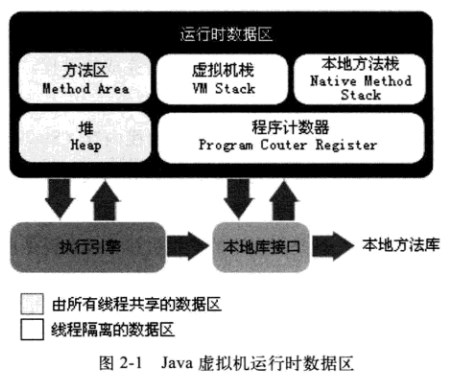 运行时数据区
方法区
Method Area
虚拟机栈
VM Stack
本地方法栈
Native Method
Stack
堆
Heap
程序计数器
Program Couter Register
执行引擎
本地库接口
本地方法库
由所有线程共享的数据区
线程隔离的数据区
图 2-1 Java 虚拟机运行时数据区